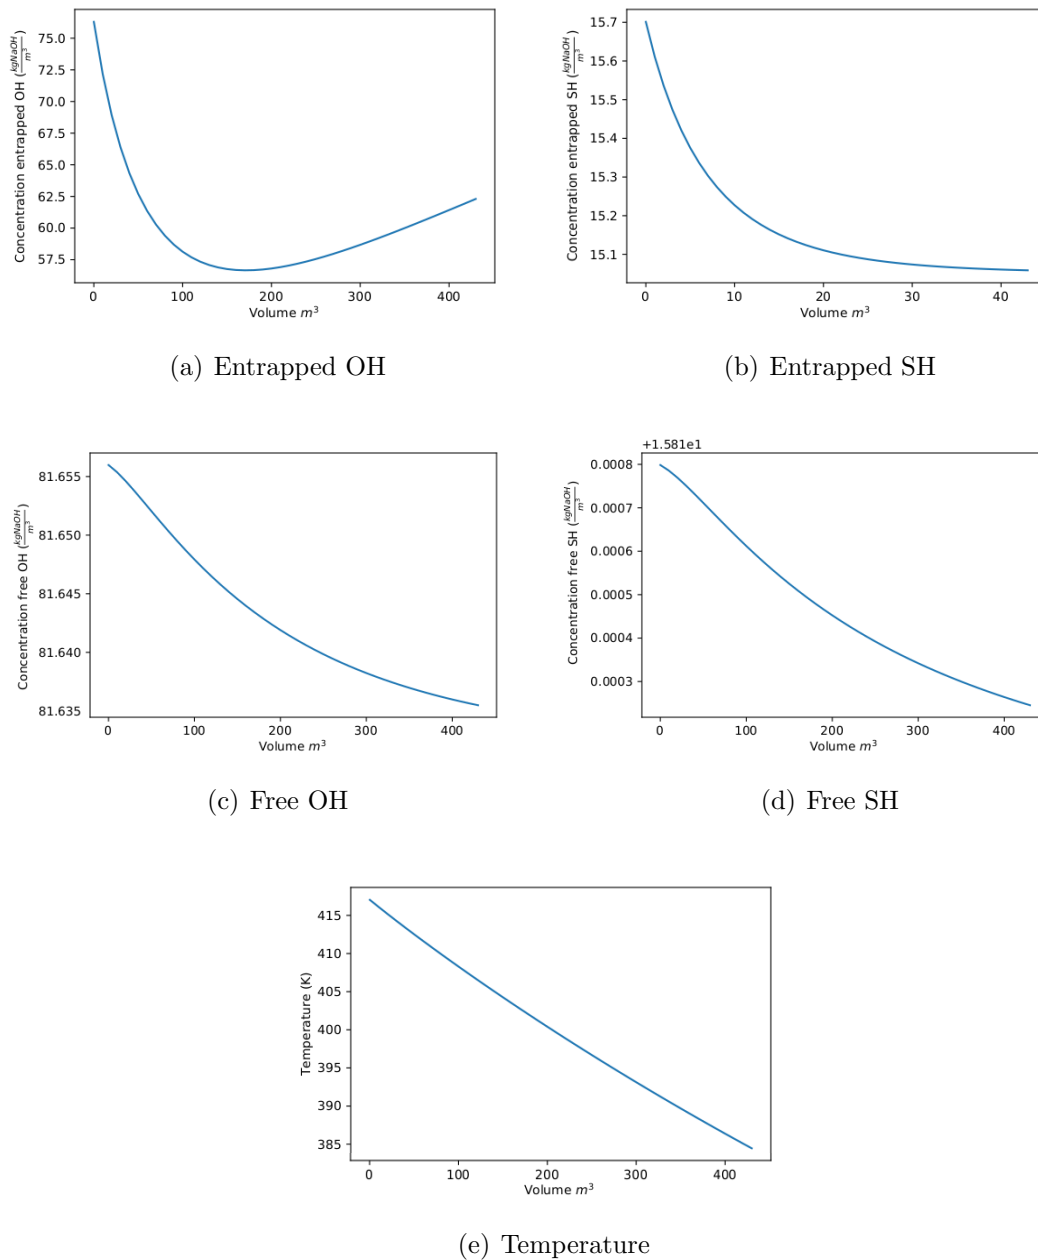 Concentration entrapped OH (kgNaOH/m³)
75.0
72.5
70.0
67.5
65.0
62.5
60.0
57.5
0 100 200 300 400
Volume m³
(a) Entrapped OH
Concentration entrapped SH (kgNaOH/m³)
15.7
15.6
15.5
15.4
15.3
15.2
15.1
0 10 20 30 40
Volume m³
(b) Entrapped SH
Concentration free OH (kgNaOH/m³)
81.655
81.650
81.645
81.640
81.635
0 100 200 300 400
Volume m³
(c) Free OH
+1.581e1
Concentration free SH (kgNaOH/m³)
0.0008
0.0007
0.0006
0.0005
0.0004
0.0003
0 100 200 300 400
Volume m³
(d) Free SH
Temperature (K)
415
410
405
400
395
390
385
0 100 200 300 400
Volume m³
(e) Temperature